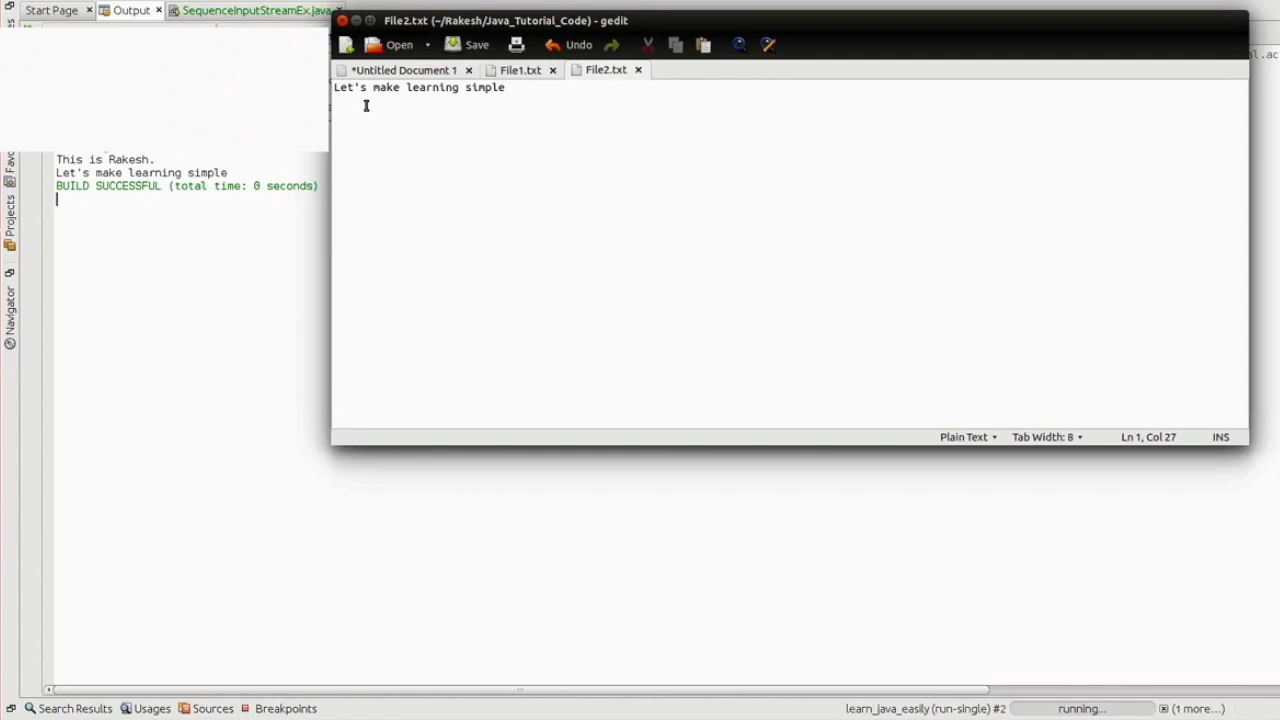 Start Page
Output
SequenceInputStreamEx.java
File2.txt (~/Rakesh/Java_Tutorial_Code) - gedit
Open
Save
Undo
*Untitled Document 1
File1.txt
File2.txt
Let's make learning simple
This is Rakesh.
Let's make learning simple
BUILD SUCCESSFUL (total time: 0 seconds)
Projects
Navigator
Plain Text
Tab Width: 8
Ln 1, Col 27
INS
Search Results
Usages
Sources
Breakpoints
learn_java_easily (run-single) #2
running...
(1 more...)